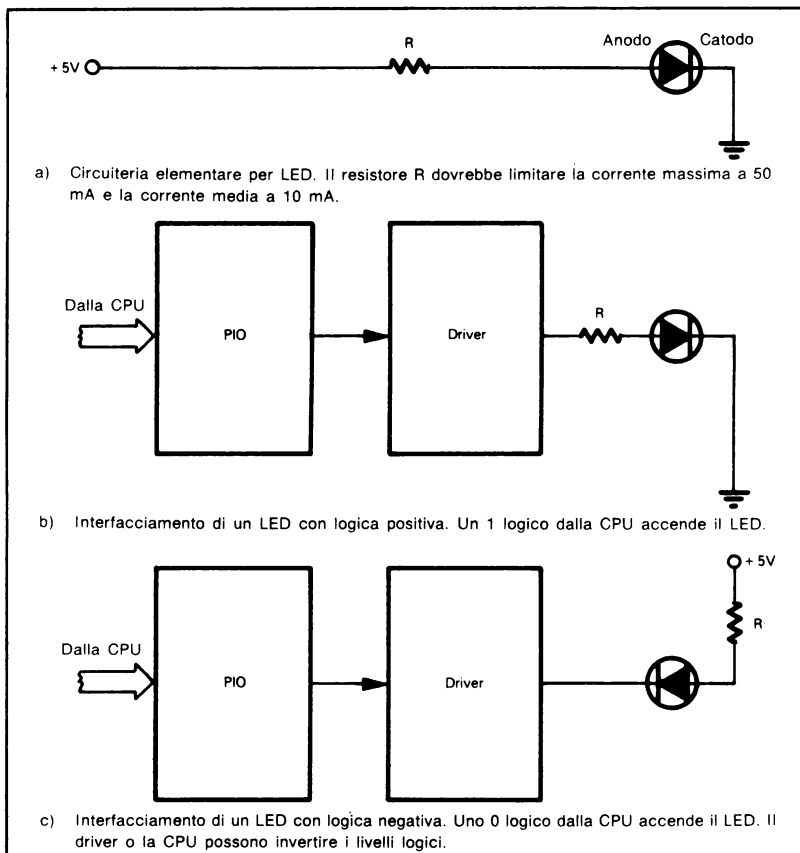 R
Anodo Catodo
+ 5V
a) Circuiteria elementare per LED. Il resistore R dovrebbe limitare la corrente massima a 50
mA e la corrente media a 10 mA.
Dalla CPU
PIO
Driver
R
b) Interfacciamento di un LED con logica positiva. Un 1 logico dalla CPU accende il LED.
+ 5V
R
Dalla CPU
PIO
Driver
c) Interfacciamento di un LED con logica negativa. Uno 0 logico dalla CPU accende il LED. Il
driver o la CPU possono invertire i livelli logici.